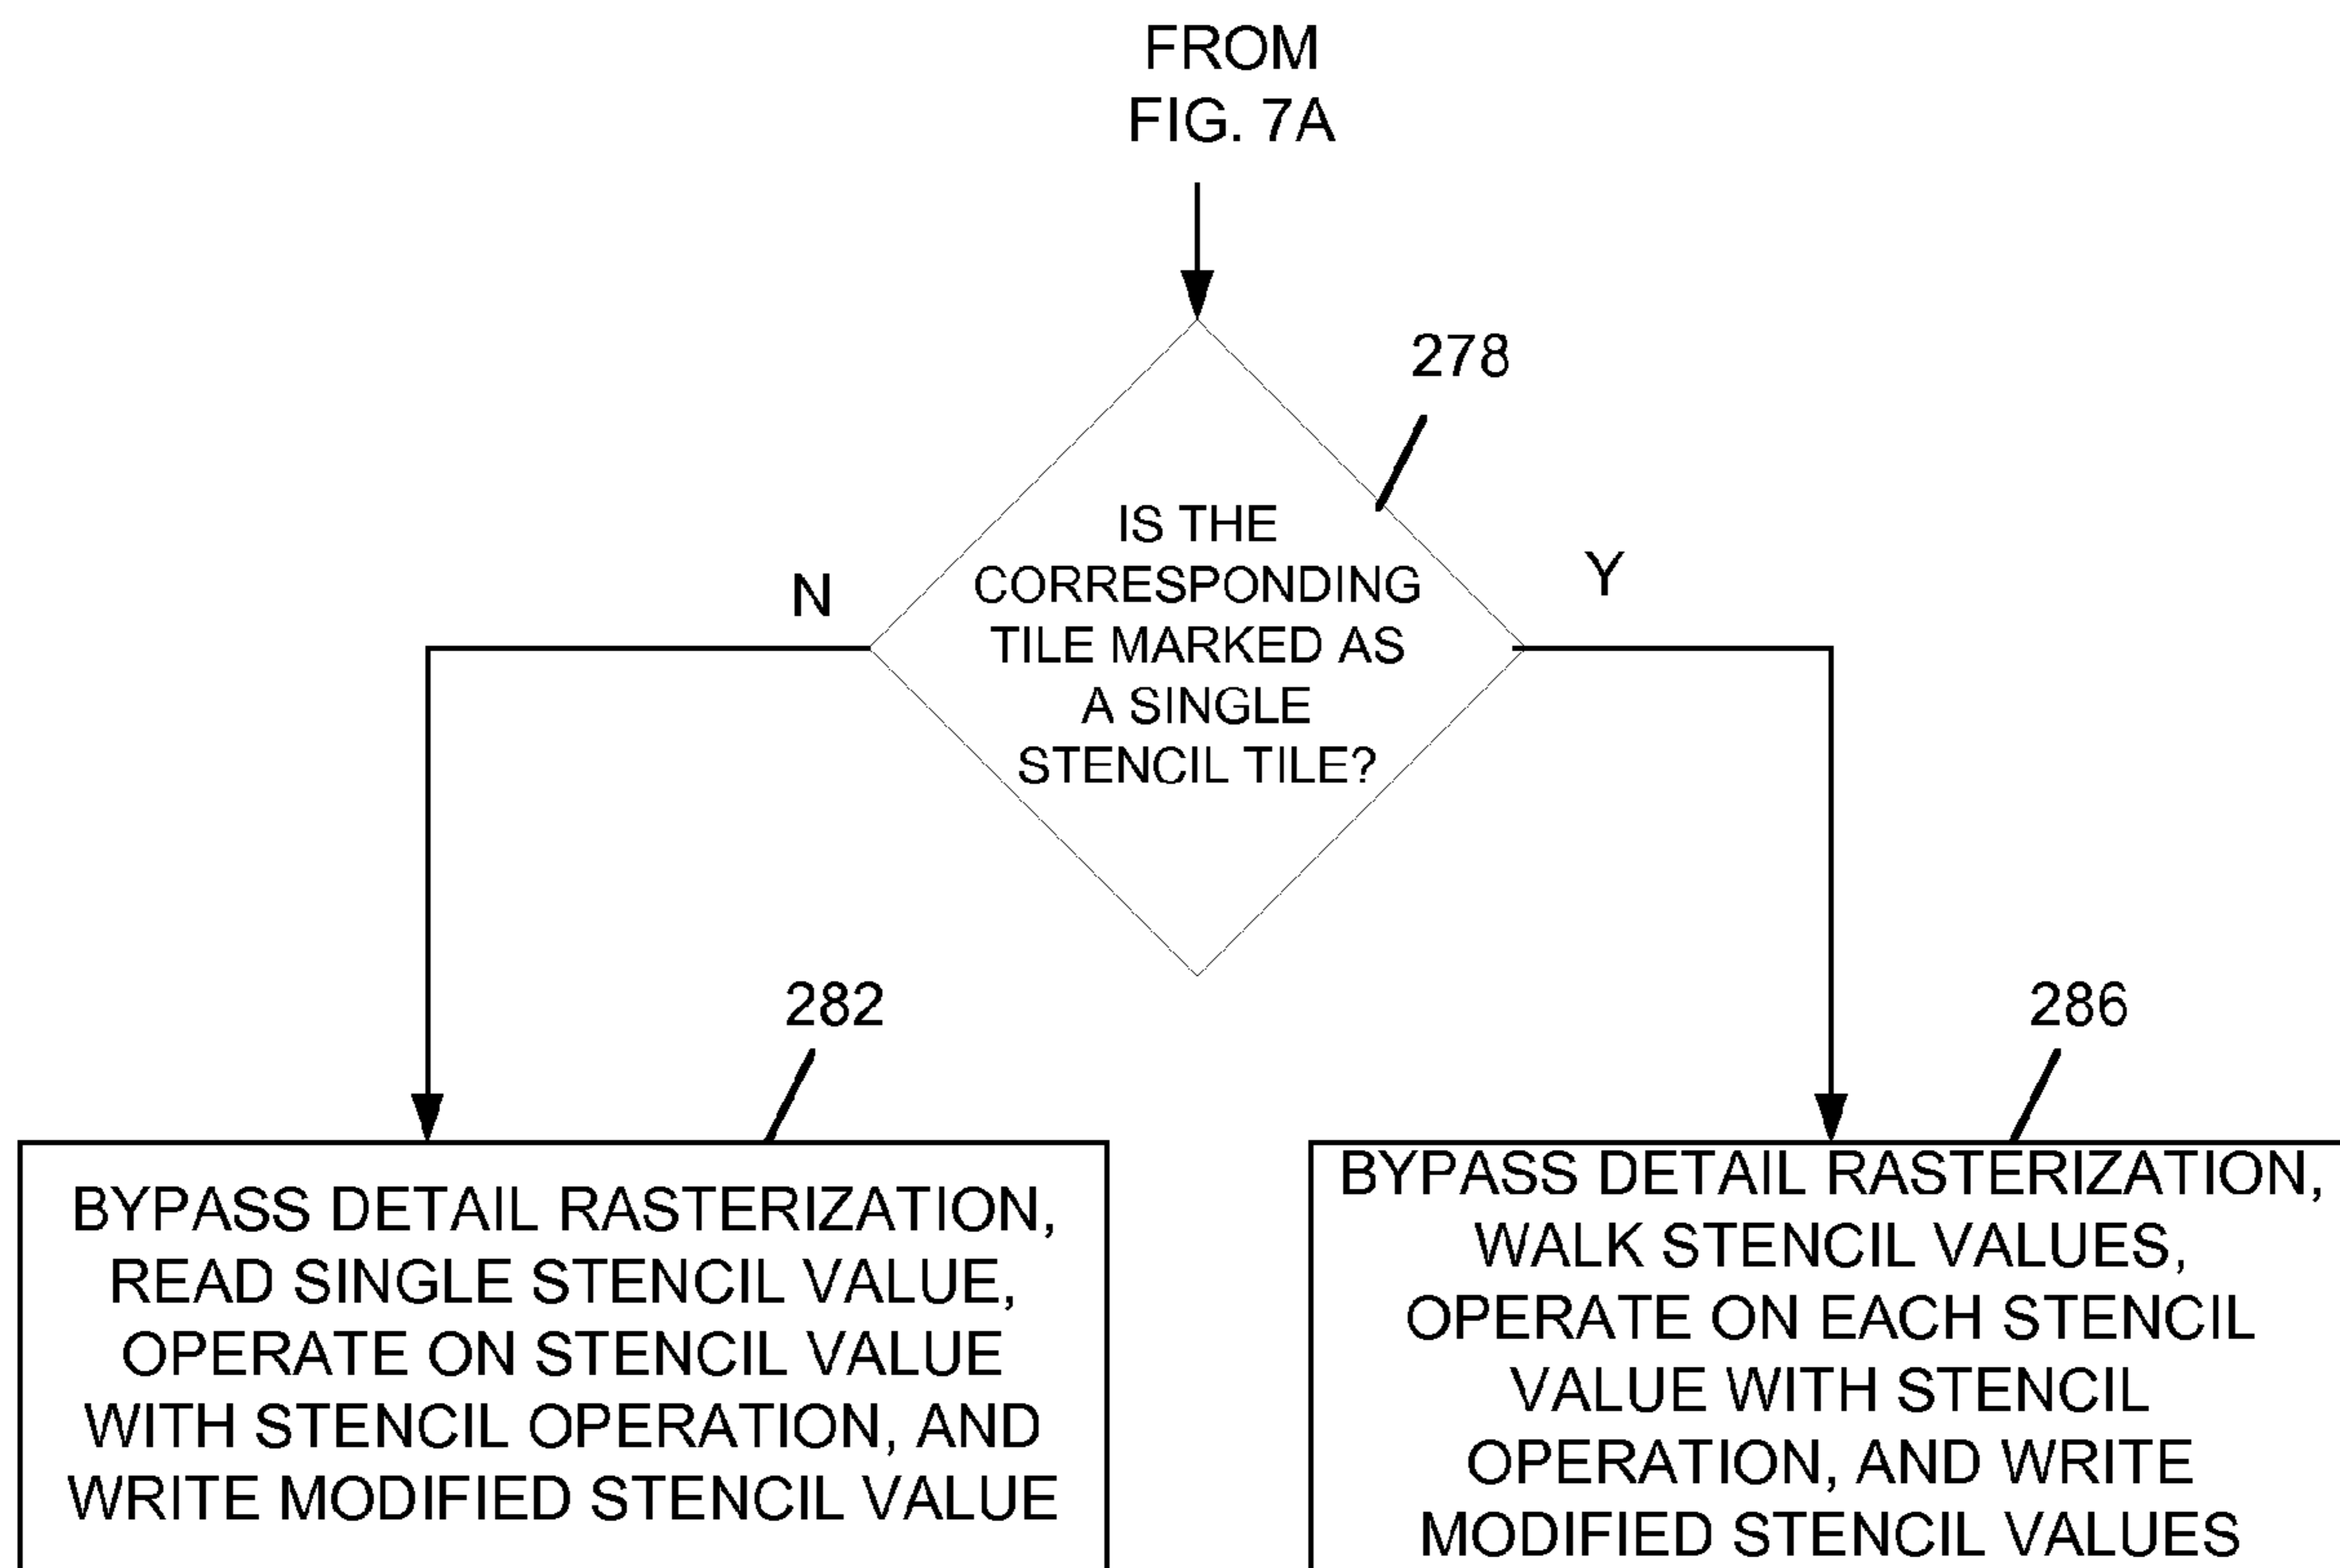 FROM
FIG. 7A
278
IS THE
CORRESPONDING
TILE MARKED AS
A SINGLE
STENCIL TILE?
N
Y
282
BYPASS DETAIL RASTERIZATION,
READ SINGLE STENCIL VALUE,
OPERATE ON STENCIL VALUE
WITH STENCIL OPERATION, AND
WRITE MODIFIED STENCIL VALUE
286
BYPASS DETAIL RASTERIZATION,
WALK STENCIL VALUES,
OPERATE ON EACH STENCIL
VALUE WITH STENCIL
OPERATION, AND WRITE
MODIFIED STENCIL VALUES